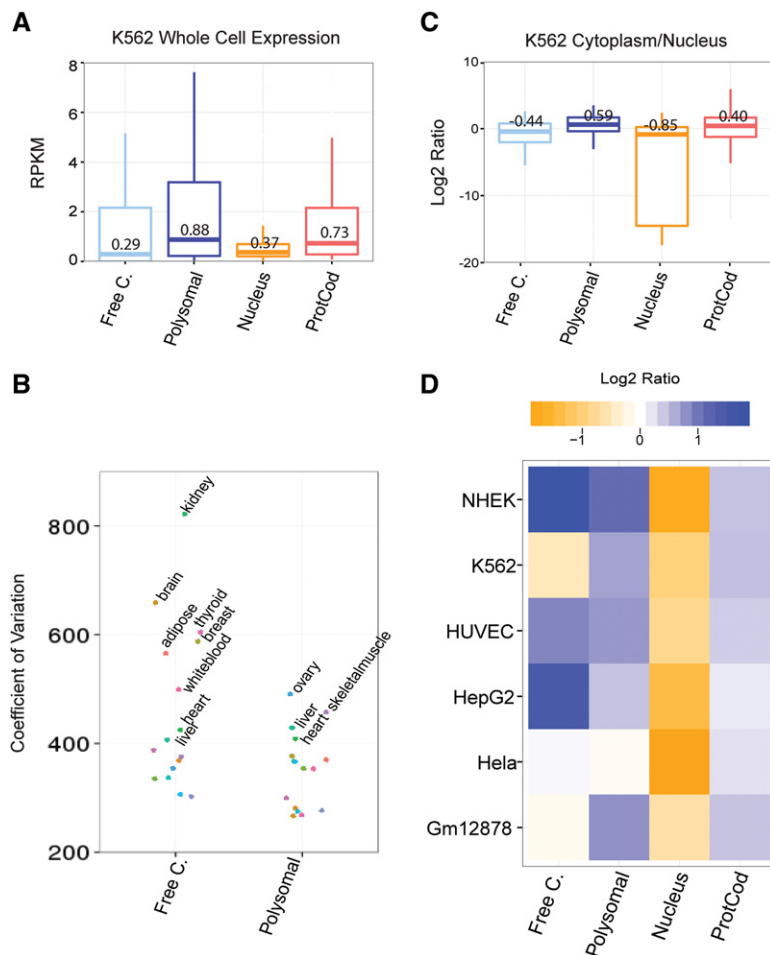 A
K562 Whole Cell Expression
RPKM
8
6
4
2
0
0.29
0.88
0.37
0.73
Free C.
Polysomal
Nucleus
ProtCod
C
K562 Cytoplasm/Nucleus
Log2 Ratio
10
0
-10
-20
-0.44
0.59
-0.85
0.40
Free C.
Polysomal
Nucleus
ProtCod
B
Coefficient of Variation
800
600
400
200
kidney
brain
thyroid
breast
adipose
whiteblood
heart
liver
ovary
skeletalmuscle
liver
heart
Free C.
Polysomal
D
Log2 Ratio
−1
0
1
NHEK
K562
HUVEC
HepG2
Hela
Gm12878
Free C.
Polysomal
Nucleus
ProtCod